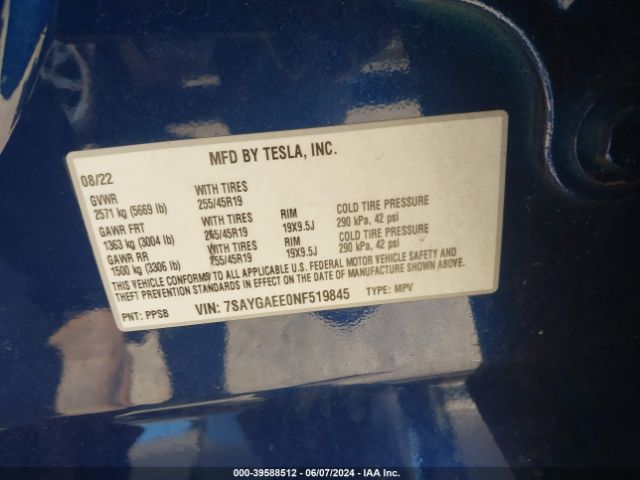 MFD BY TESLA, INC.
08/22
GVWR WITH TIRES
2571 kg (5669 lb) 255/45R19
GAWR FRT WITH TIRES RIM COLD TIRE PRESSURE
1363 kg (3004 lb) 255/45R19 19X9.5J 290 kPa, 42 psi
GAWR RR WITH TIRES RIM COLD TIRE PRESSURE
1500 kg (3306 lb) 255/45R19 19X9.5J 290 kPa, 42 psi
THIS VEHICLE CONFORMS TO ALL APPLICABLE U.S. FEDERAL MOTOR VEHICLE SAFETY AND
THEFT PREVENTION STANDARDS IN EFFECT ON THE DATE OF MANUFACTURE SHOWN ABOVE.
PNT: PPSB VIN: 7SAYGAEE0NF519845 TYPE: MPV
000-39588512 | 06/07/2024 | IAA Inc.